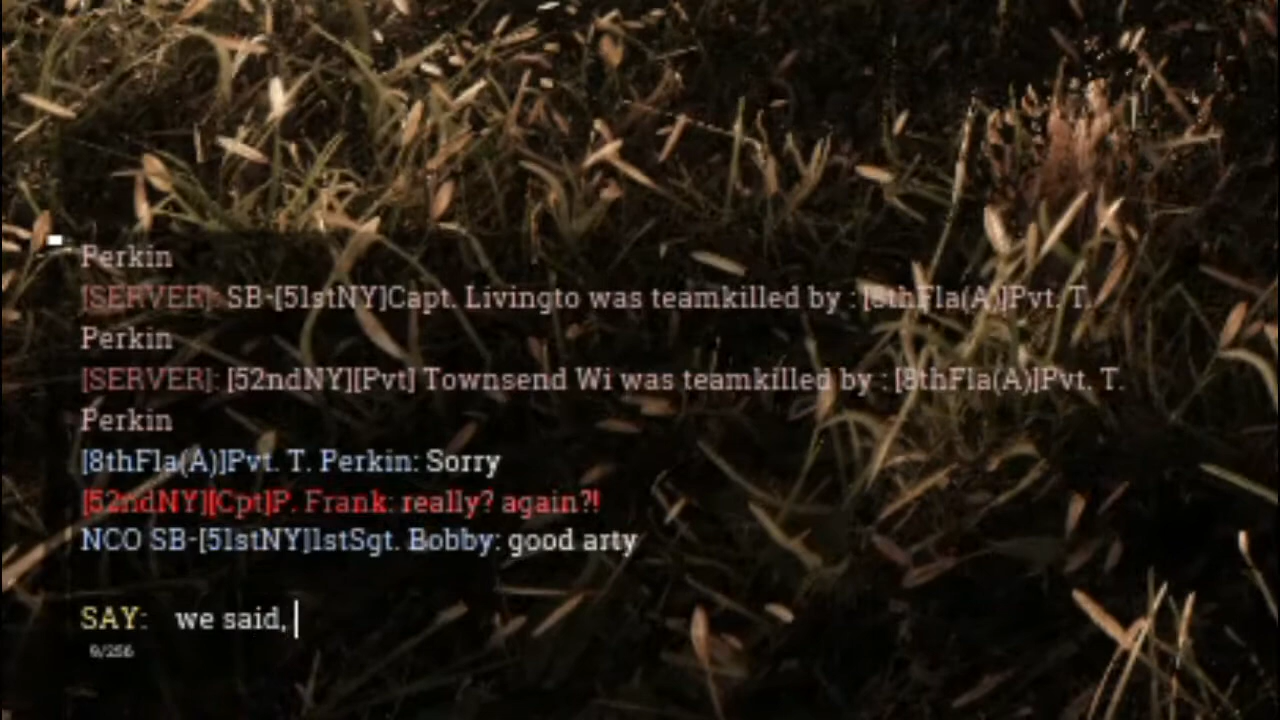 Perkin
[SERVER]: SB-[51stNY]Capt. Livingto was teamkilled by : [8thFla(A)]Pvt. T.
Perkin
[SERVER]: [52ndNY][Pvt] Townsend Wi was teamkilled by : [8thFla(A)]Pvt. T.
Perkin
[8thFla(A)]Pvt. T. Perkin: Sorry
[52ndNY][Cpt]P. Frank: really? again?!
NCO SB-[51stNY]1stSgt. Bobby: good arty
SAY: we said,
9/256